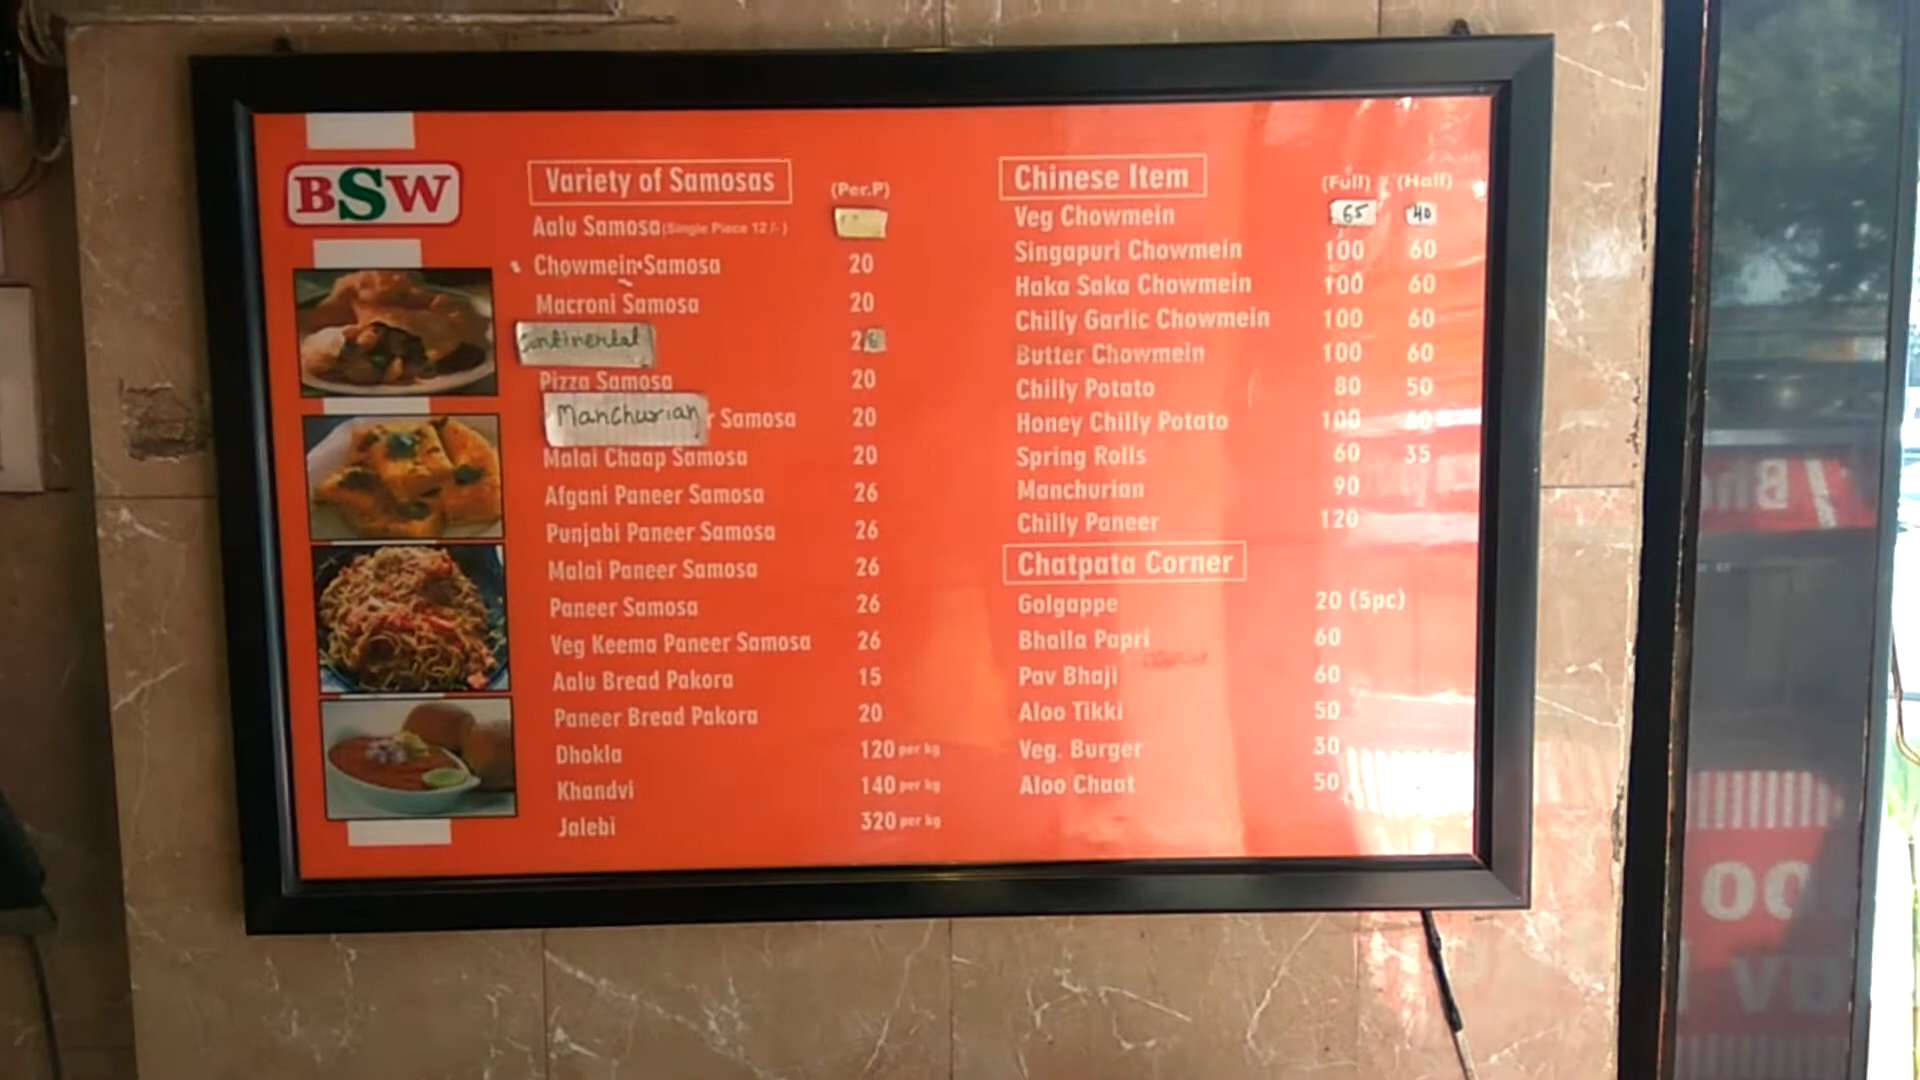 BSW
Variety of Samosas (Per.P)
Aalu Samosa (Single Piece 12/-)
Chowmein Samosa 20
Macroni Samosa 20
Continental 26
Pizza Samosa 20
Manchurian r Samosa 20
Malai Chaap Samosa 20
Afgani Paneer Samosa 26
Punjabi Paneer Samosa 26
Malai Paneer Samosa 26
Paneer Samosa 26
Veg Keema Paneer Samosa 26
Aalu Bread Pakora 15
Paneer Bread Pakora 20
Dhokla 120 per kg
Khandvi 140 per kg
Jalebi 320 per kg
Chinese Item (Full) (Half)
Veg Chowmein 65 40
Singapuri Chowmein 100 60
Haka Saka Chowmein 100 60
Chilly Garlic Chowmein 100 60
Butter Chowmein 100 60
Chilly Potato 80 50
Honey Chilly Potato 100 60
Spring Rolls 60 35
Manchurian 90
Chilly Paneer 120
Chatpata Corner
Golgappe 20 (5pc)
Bhalla Papri 60
Pav Bhaji 60
Aloo Tikki 50
Veg. Burger 30
Aloo Chaat 50